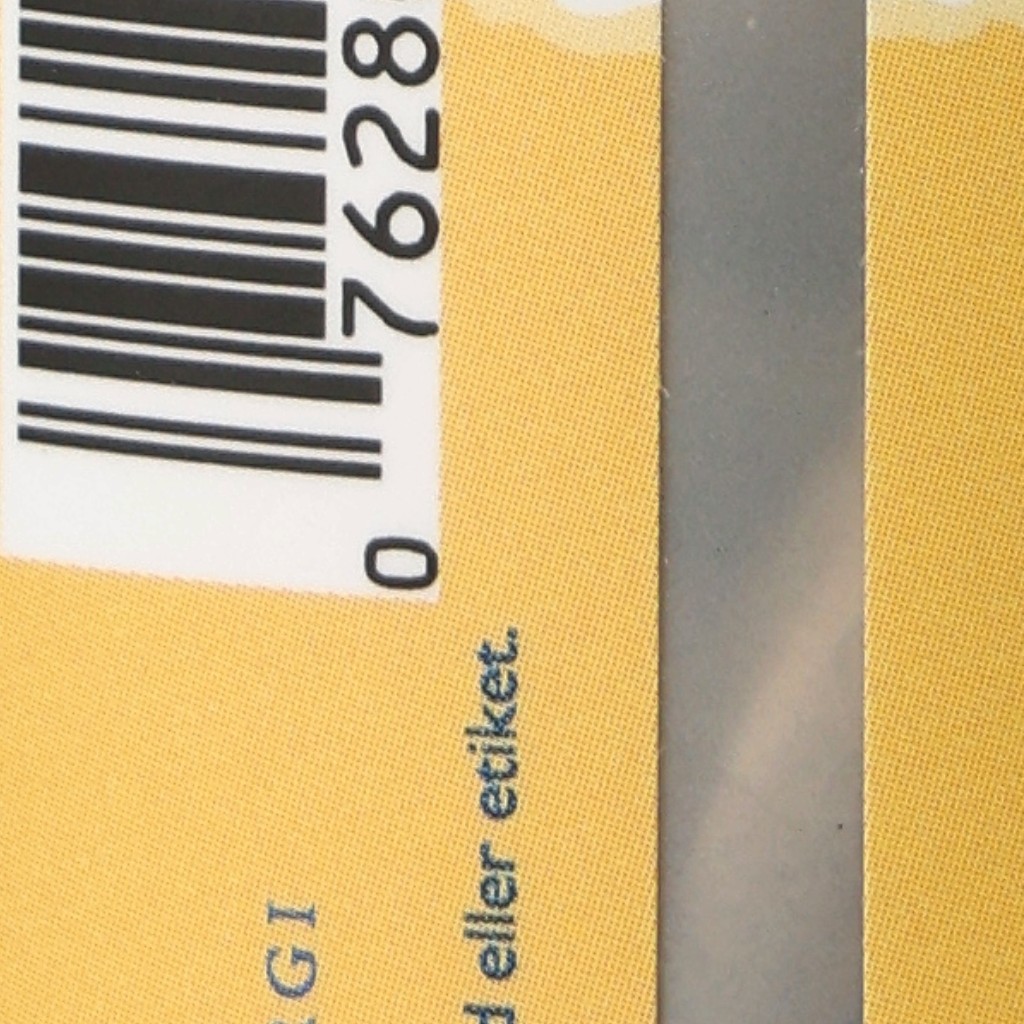 0 7628
GI
eller etiket.